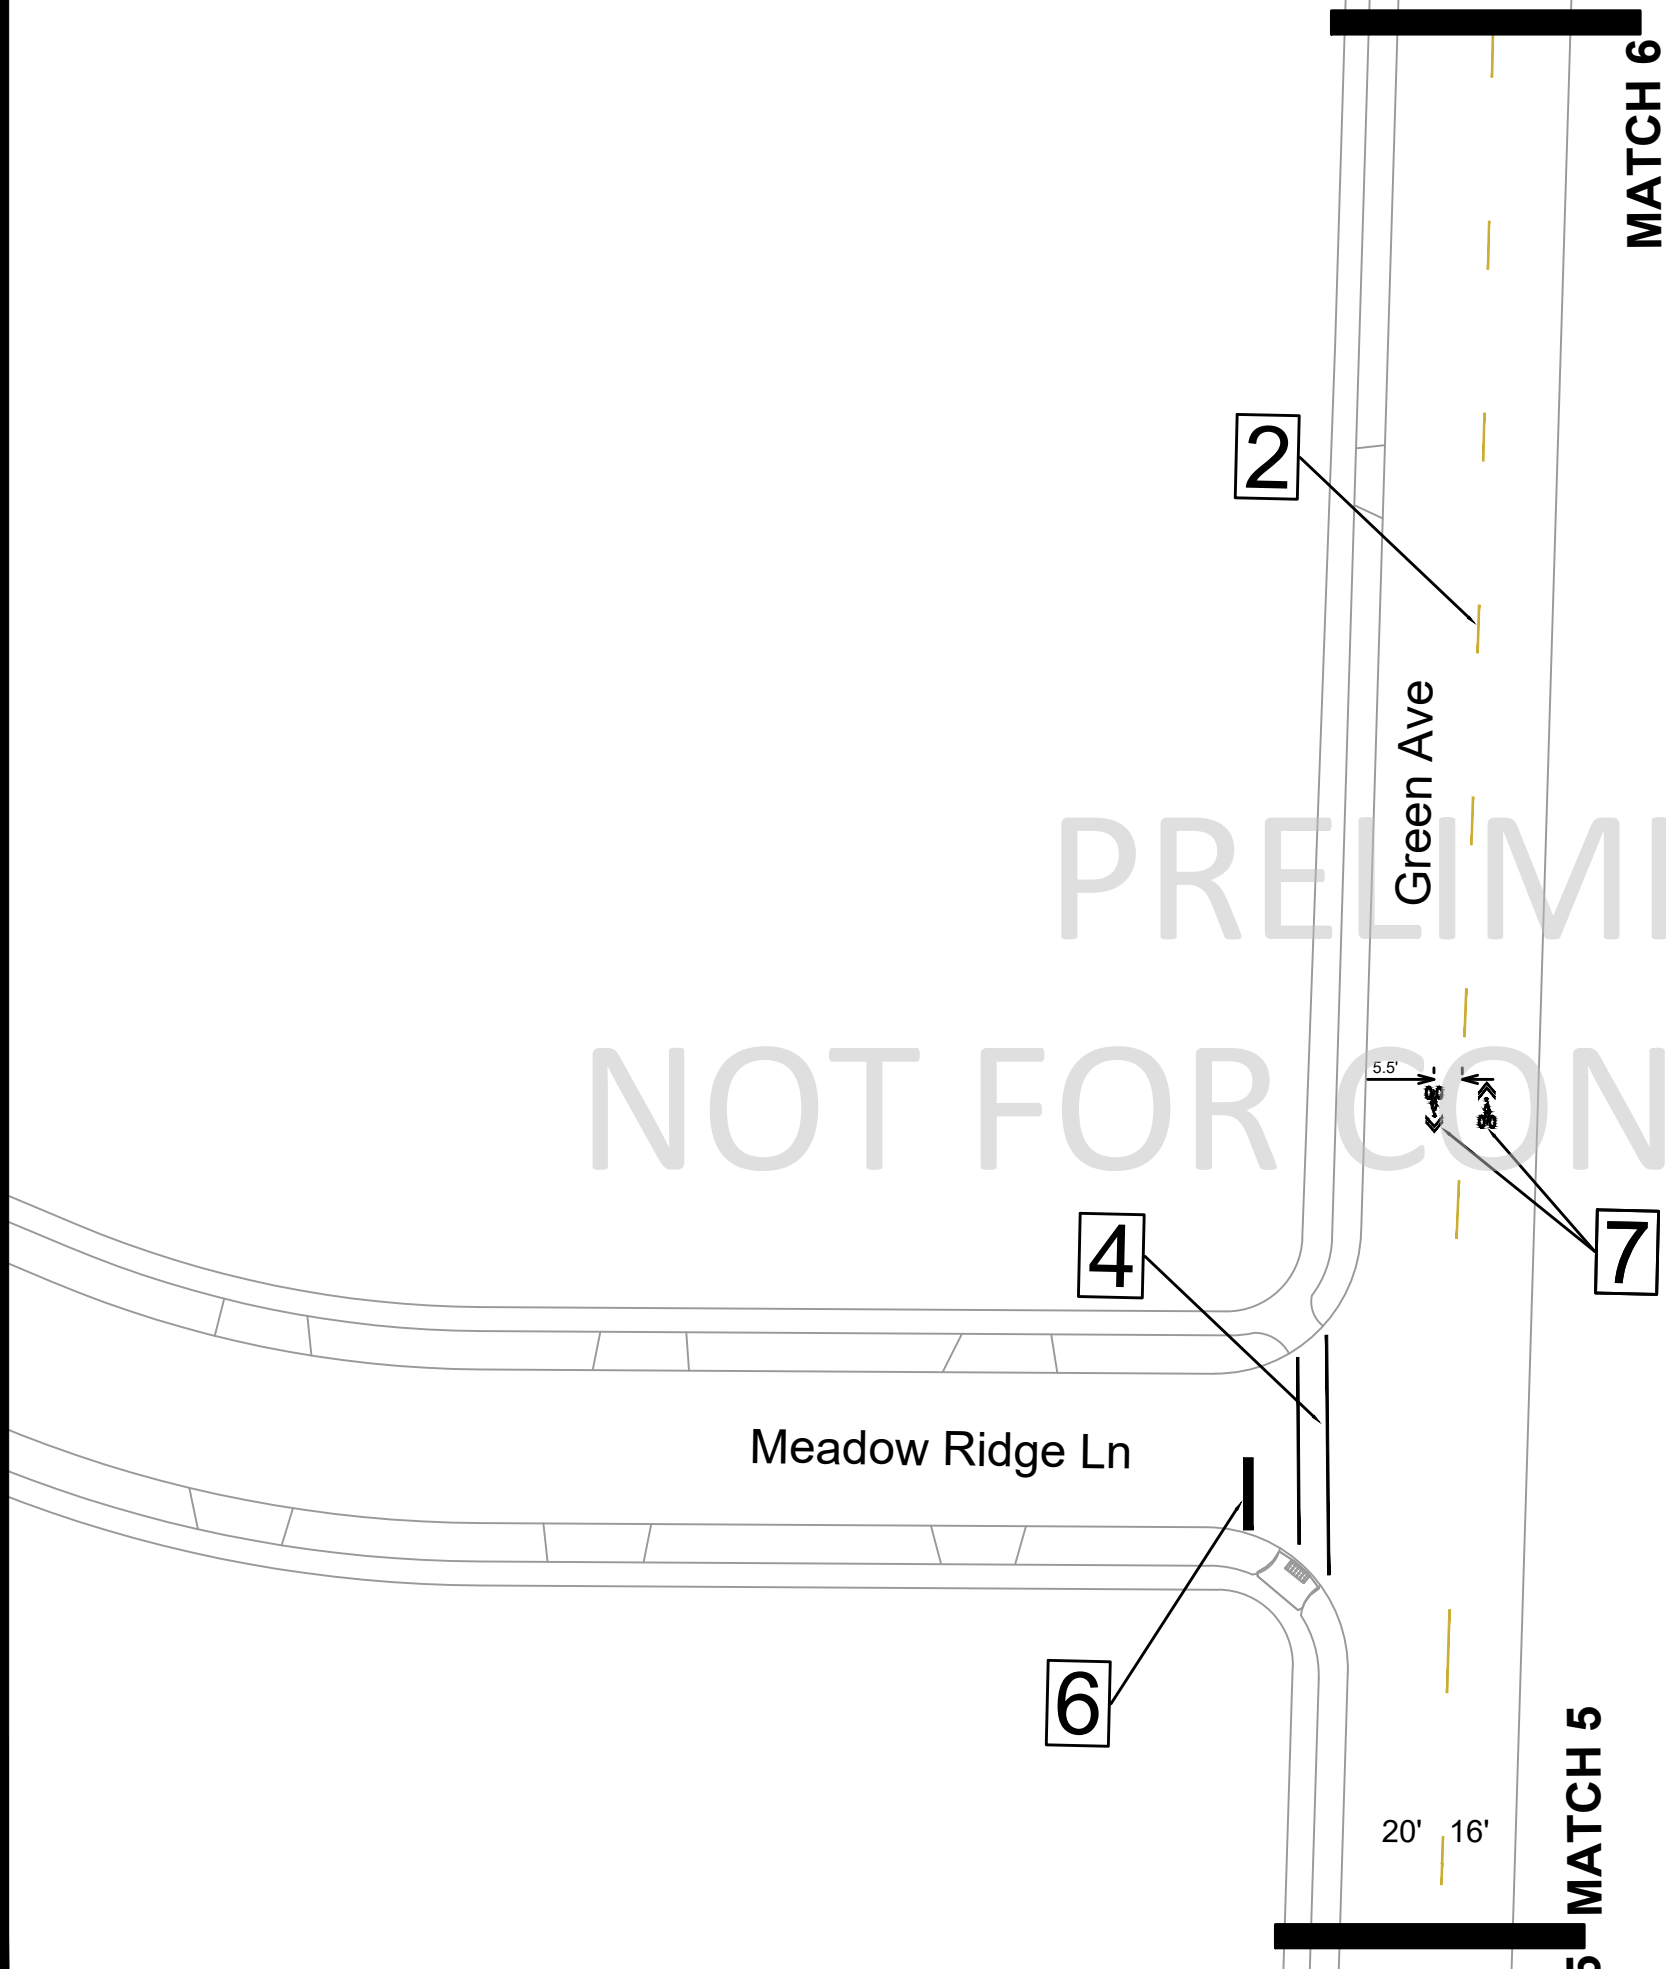 MATCH 6
2
Green Ave
PRELIMI
5.5'
NOT FOR CON
4
7
Meadow Ridge Ln
6
MATCH 5
20' 16'
5